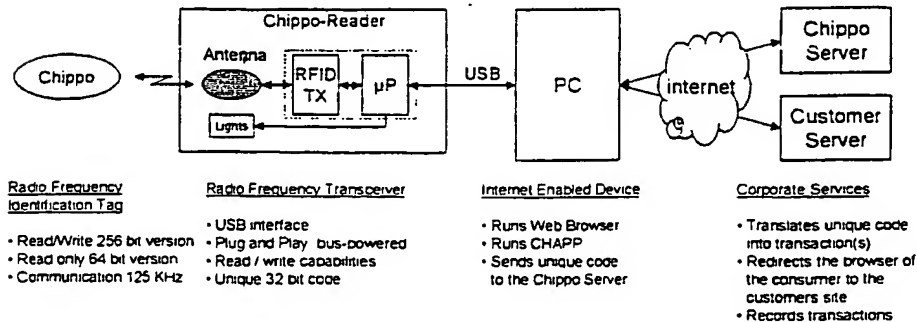 Chippo-Reader
Chippo
Antenna
RFID
TX
µP
Lights
USB
PC
internet
Chippo
Server
Customer
Server
Radio Frequency
Identification Tag
• Read/Write 256 bit version
• Read only 64 bit version
• Communication 125 KHz
Radio Frequency Transceiver
• USB interface
• Plug and Play bus-powered
• Read / write capabilities
• Unique 32 bit code
Internet Enabled Device
• Runs Web Browser
• Runs CHAPP
• Sends unique code
to the Chippo Server
Corporate Services
• Translates unique code
into transaction(s)
• Redirects the browser of
the consumer to the
customers site
• Records transactions